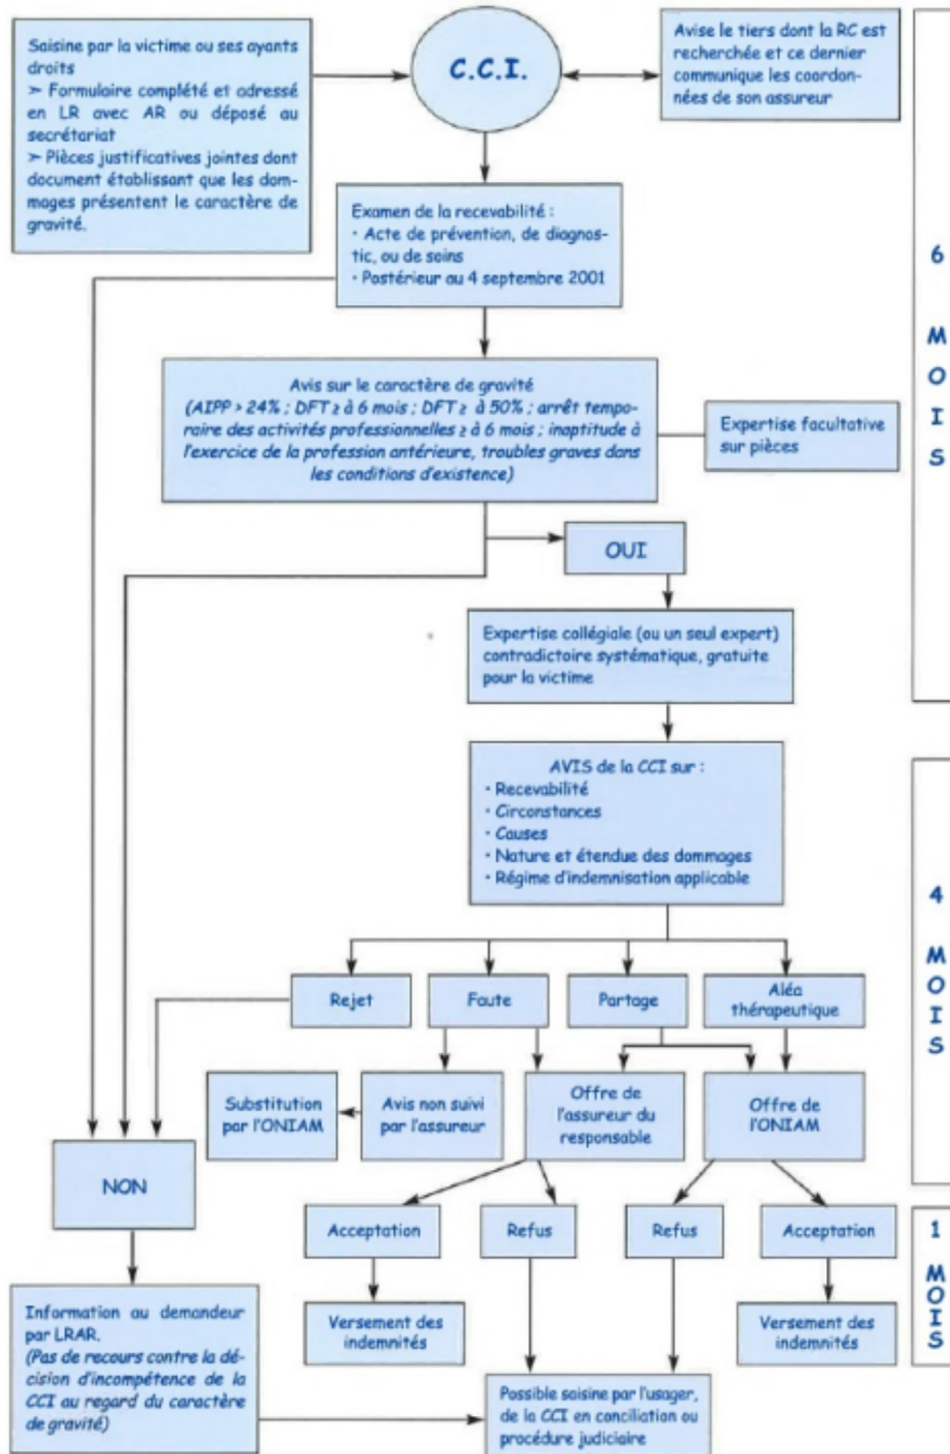 Saisine par la victime ou ses ayants
droits
➢ Formulaire complété et adressé
en LR avec AR ou déposé au
secrétariat
➢ Pièces justificatives jointes dont
document établissant que les dom-
mages présentent le caractère de
gravité.
C.C.I.
Avise le tiers dont la RC est
recherchée et ce dernier
communique les coordon-
nées de son assureur
Examen de la recevabilité :
· Acte de prévention, de diagnos-
tic, ou de soins
· Postérieur au 4 septembre 2001
Avis sur le caractère de gravité
(AIPP > 24% ; DFT ≥ à 6 mois ; DFT ≥ à 50% ; arrêt tempo-
raire des activités professionnelles ≥ à 6 mois ; inaptitude à
l'exercice de la profession antérieure, troubles graves dans
les conditions d'existence)
Expertise facultative
sur pièces
OUI
Expertise collégiale (ou un seul expert)
contradictoire systématique, gratuite
pour la victime
6
M
O
I
S
AVIS de la CCI sur :
· Recevabilité
· Circonstances
· Causes
· Nature et étendue des dommages
· Régime d'indemnisation applicable
Rejet
Faute
Partage
Aléa
thérapeutique
Substitution
par l'ONIAM
Avis non suivi
par l'assureur
Offre de
l'assureur du
responsable
Offre de
l'ONIAM
4
M
O
I
S
NON
Acceptation
Refus
Refus
Acceptation
Versement des
indemnités
Versement des
indemnités
1
M
O
I
S
Information au demandeur
par LRAR.
(Pas de recours contre la dé-
cision d'incompétence de la
CCI au regard du caractère
de gravité)
Possible saisine par l'usager,
de la CCI en conciliation ou
procédure judiciaire